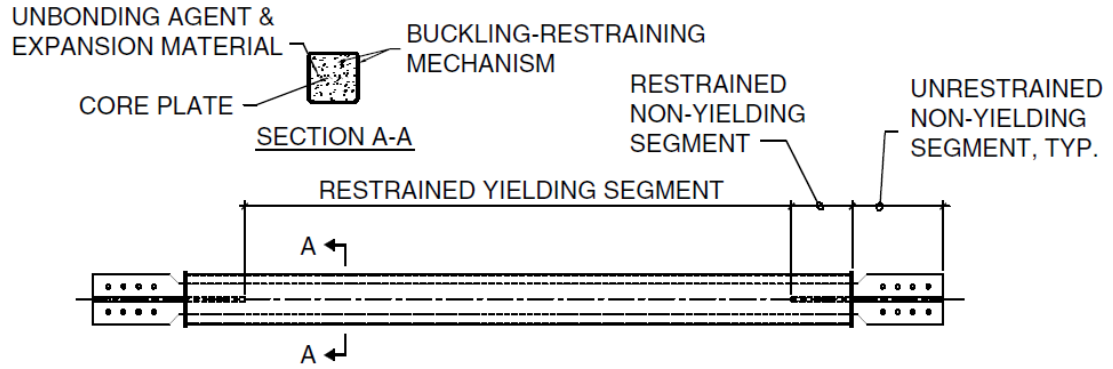 UNBONDING AGENT &
EXPANSION MATERIAL
BUCKLING-RESTRAINING
MECHANISM
CORE PLATE
SECTION A-A
RESTRAINED
NON-YIELDING
SEGMENT
UNRESTRAINED
NON-YIELDING
SEGMENT, TYP.
RESTRAINED YIELDING SEGMENT
A
A